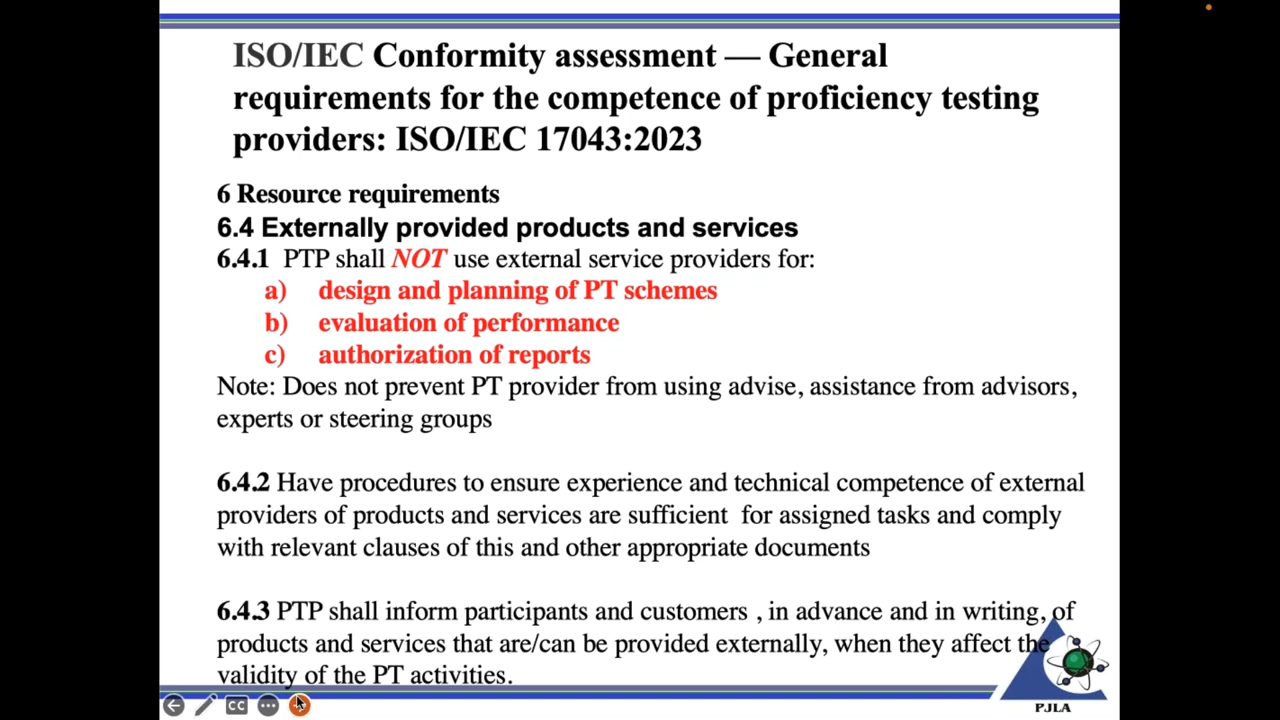 ISO/IEC Conformity assessment — General
requirements for the competence of proficiency testing
providers: ISO/IEC 17043:2023
6 Resource requirements
6.4 Externally provided products and services
6.4.1 PTP shall NOT use external service providers for:
a) design and planning of PT schemes
b) evaluation of performance
c) authorization of reports
Note: Does not prevent PT provider from using advise, assistance from advisors,
experts or steering groups
6.4.2 Have procedures to ensure experience and technical competence of external
providers of products and services are sufficient for assigned tasks and comply
with relevant clauses of this and other appropriate documents
6.4.3 PTP shall inform participants and customers , in advance and in writing, of
products and services that are/can be provided externally, when they affect the
validity of the PT activities.
CC
PJLA